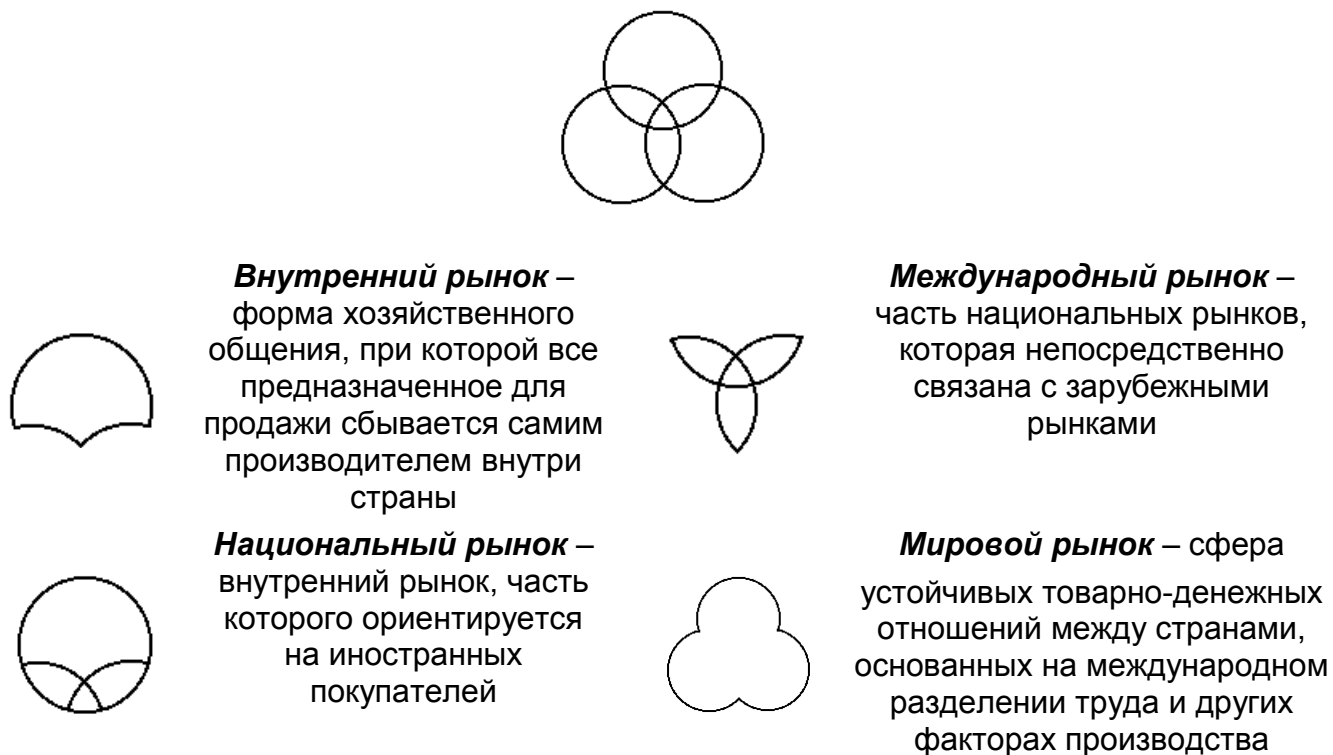 Внутренний рынок –
форма хозяйственного
общения, при которой все
предназначенное для
продажи сбывается самим
производителем внутри
страны
Международный рынок –
часть национальных рынков,
которая непосредственно
связана с зарубежными
рынками
Национальный рынок –
внутренний рынок, часть
которого ориентируется
на иностранных
покупателей
Мировой рынок – сфера
устойчивых товарно-денежных
отношений между странами,
основанных на международном
разделении труда и других
факторах производства